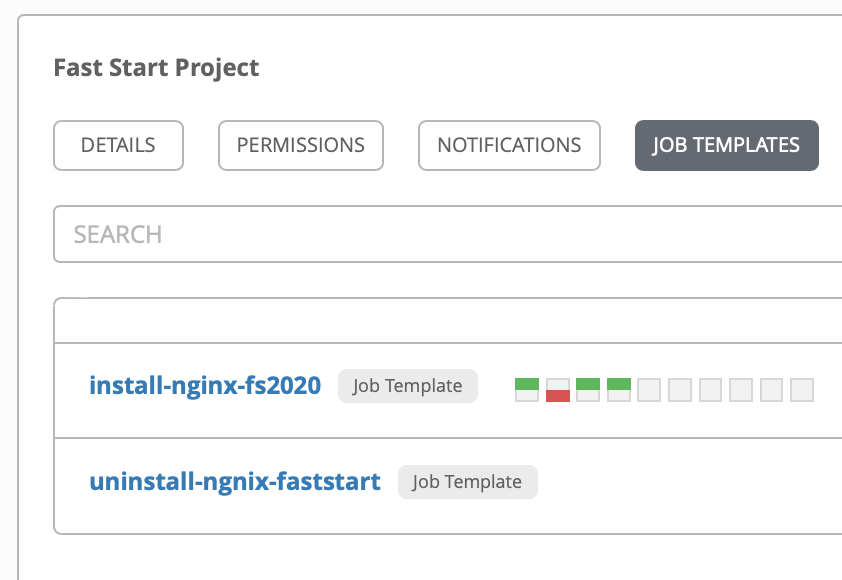 Fast Start Project
DETAILS PERMISSIONS NOTIFICATIONS JOB TEMPLATES
SEARCH
install-nginx-fs2020 Job Template
uninstall-ngnix-faststart Job Template